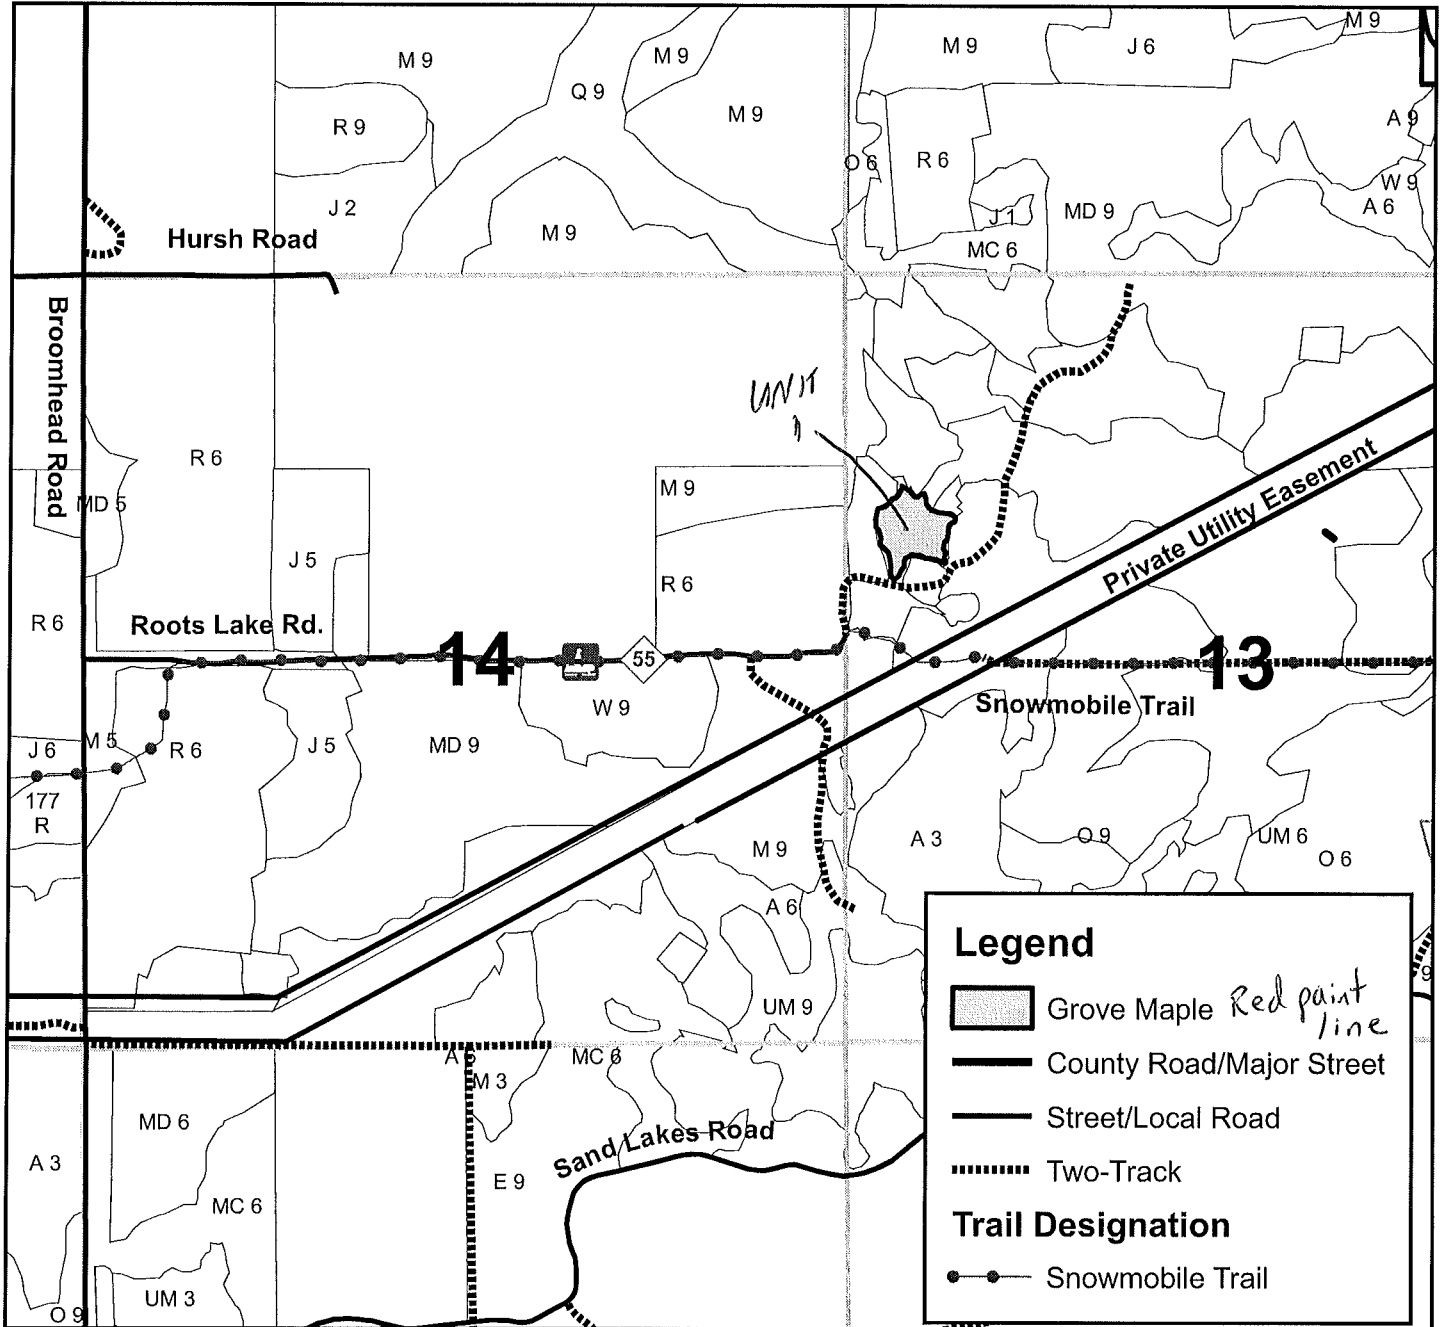 M 9
M 9
M 9
J 6
M 9
Q 9
M 9
A 9
R 9
O 6
R 6
W 9
J 2
J 1
MD 9
A 6
M 9
MC 6
Hursh Road
Broomhead Road
UNIT
1
R 6
M 9
MD 5
Private Utility Easement
J 5
R 6
R 6
Roots Lake Rd.
14
55
13
W 9
Snowmobile Trail
J 6
M 5
R 6
J 5
MD 9
177
R
M 9
A 3
O 9
UM 6
O 6
A 6
UM 9
9
Legend
Grove Maple Red paint
line
County Road/Major Street
Street/Local Road
Two-Track
Trail Designation
Snowmobile Trail
A 6
MC 6
M 3
MD 6
Sand Lakes Road
A 3
E 9
MC 6
UM 3
O 9